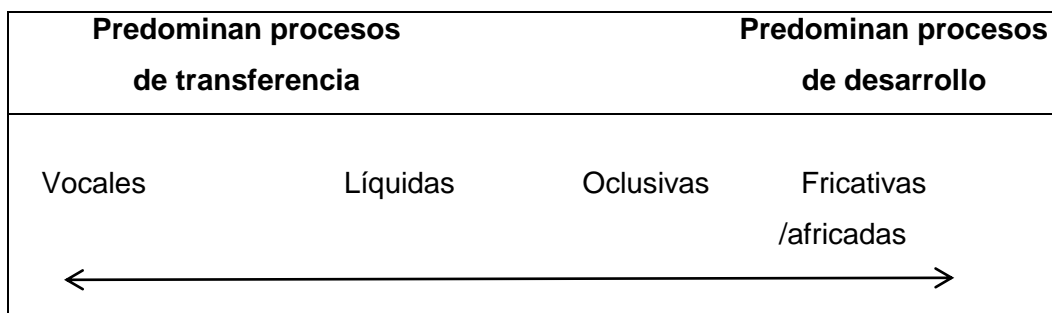 Predominan procesos Predominan procesos
de transferencia de desarrollo
Vocales Líquidas Oclusivas Fricativas
/africadas